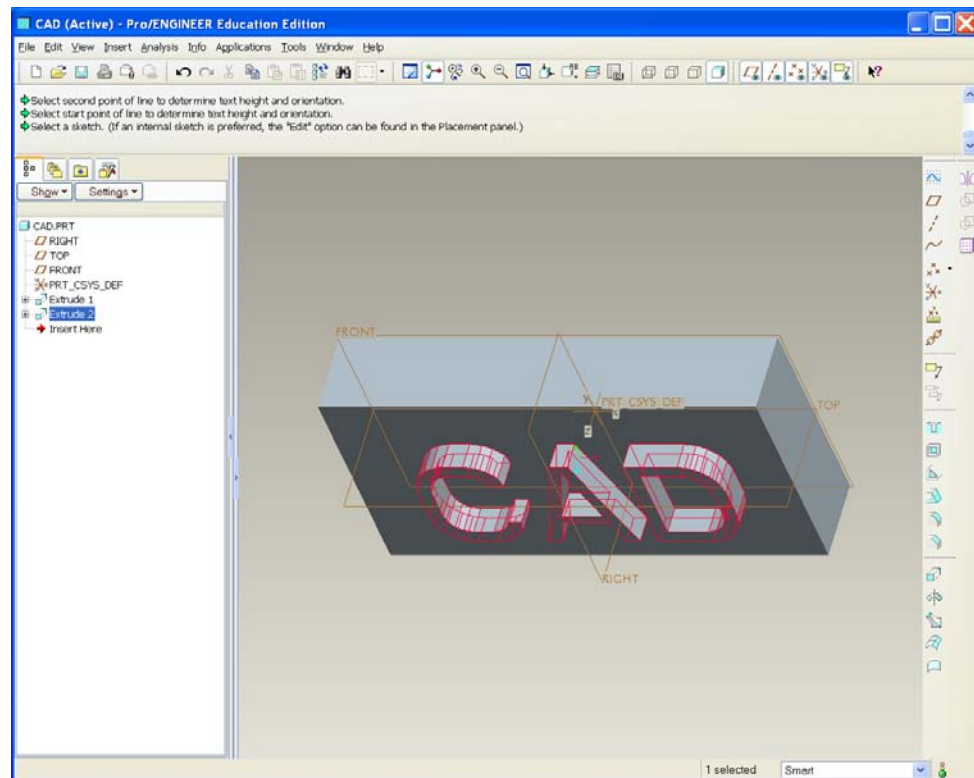 CAD (Active) - Pro/ENGINEER Education Edition
File Edit View Insert Analysis Info Applications Tools Window Help
Select second point of line to determine text height and orientation.
Select start point of line to determine text height and orientation.
Select a sketch. (If an internal sketch is preferred, the "Edit" option can be found in the Placement panel.)
Show Settings
CAD.PRT
RIGHT
TOP
FRONT
PRT_CSYS_DEF
Extrude 1
Extrude 2
Insert Here
FRONT
Y PRT_CSYS_DEF
TOP
CAD
RIGHT
1 selected Smart